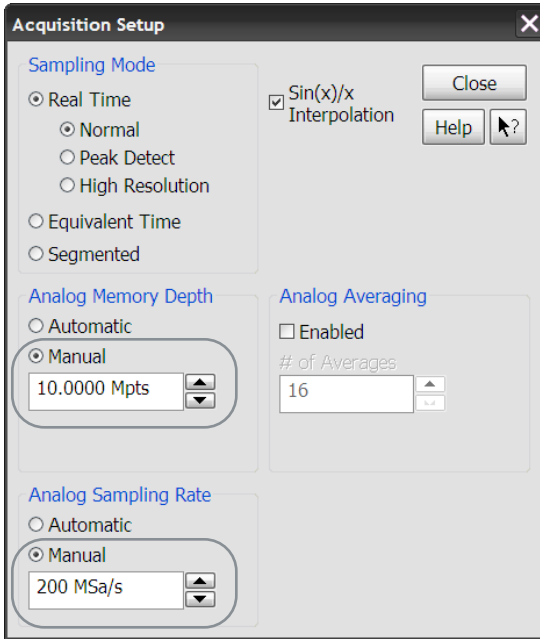 Acquisition Setup
Sampling Mode
Real Time
Normal
Peak Detect
High Resolution
Equivalent Time
Segmented
Sin(x)/x
Interpolation
Close
Help
?
Analog Memory Depth
Automatic
Manual
10.0000 Mpts
Analog Averaging
Enabled
# of Averages
16
Analog Sampling Rate
Automatic
Manual
200 MSa/s